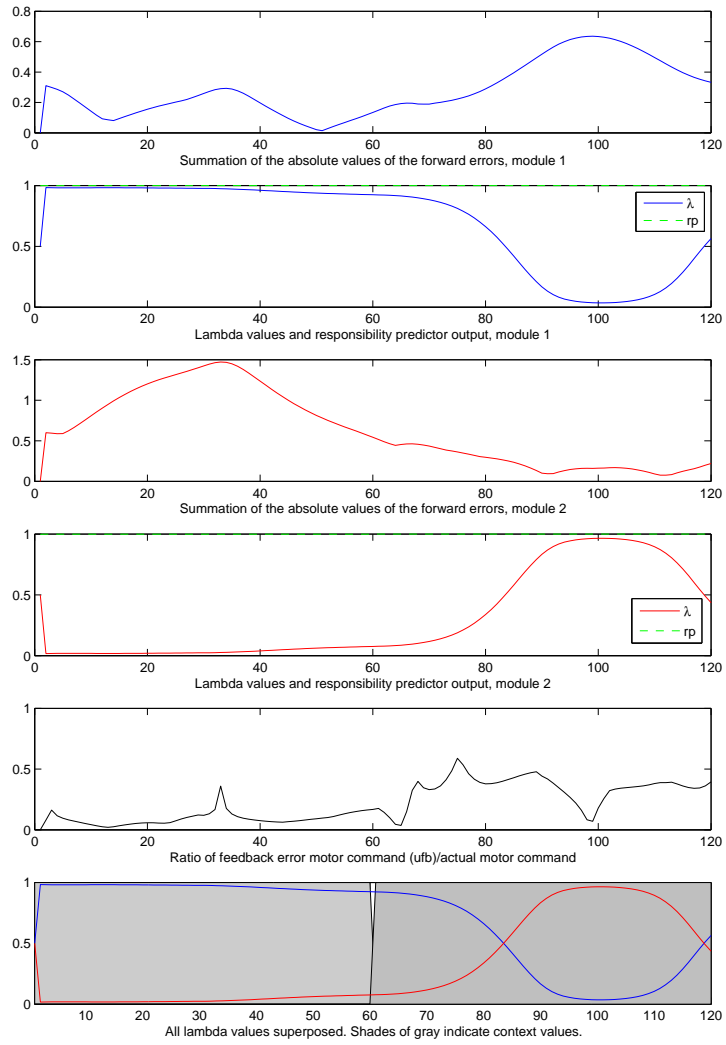 0.8
0.6
0.4
0.2
0
0 20 40 60 80 100 120
Summation of the absolute values of the forward errors, module 1
1
0.5
0
λ
rp
0 20 40 60 80 100 120
Lambda values and responsibility predictor output, module 1
1.5
1
0.5
0
0 20 40 60 80 100 120
Summation of the absolute values of the forward errors, module 2
1
0.5
0
λ
rp
0 20 40 60 80 100 120
Lambda values and responsibility predictor output, module 2
1
0.5
0
20 40 60 80 100 120
Ratio of feedback error motor command (ufb)/actual motor command
1
0.5
0
10 20 30 40 50 60 70 80 90 100 110 120
All lambda values superposed. Shades of gray indicate context values.